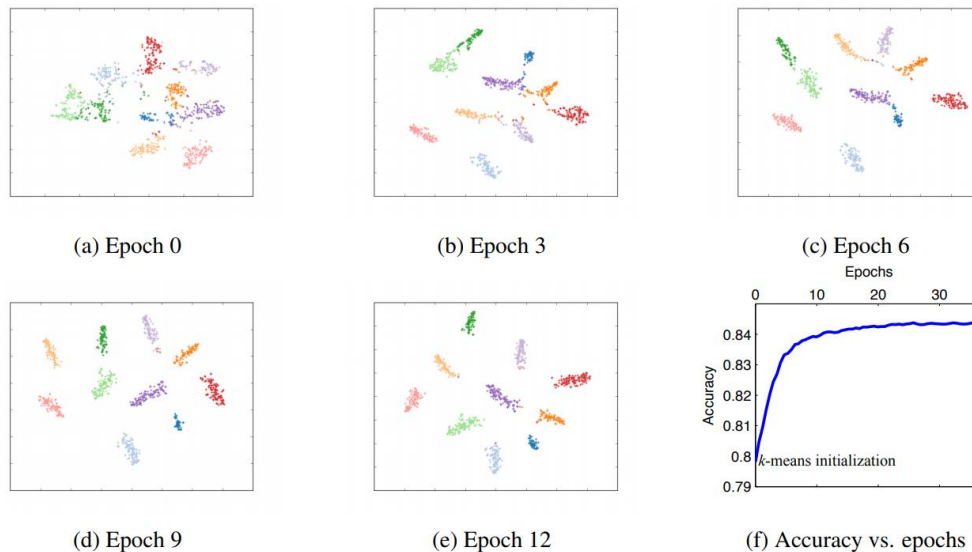 (a) Epoch 0
(b) Epoch 3
(c) Epoch 6
Epochs
0 10 20 30
0.84
0.83
0.82
0.81
0.8
0.79
Accuracy
k-means initialization
(d) Epoch 9
(e) Epoch 12
(f) Accuracy vs. epochs